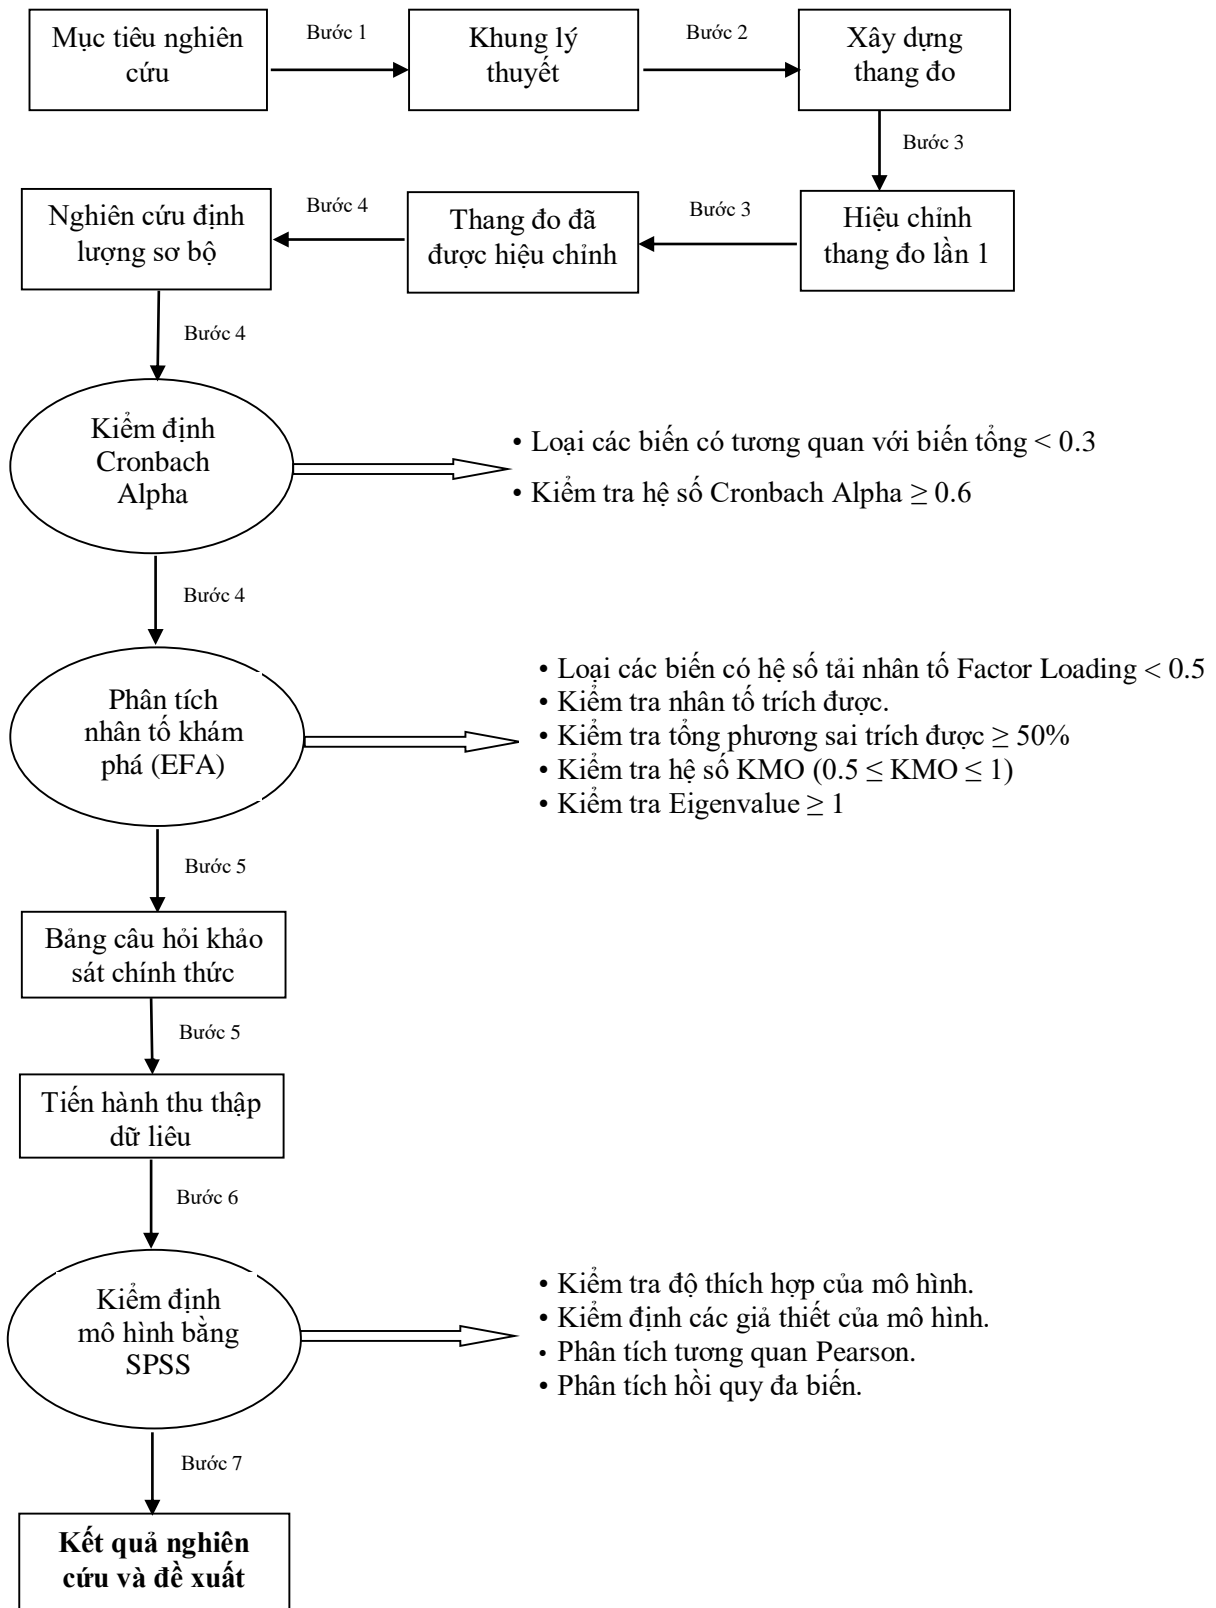 Mục tiêu nghiên
cứu
Bước 1
Khung lý
thuyết
Bước 2
Xây dựng
thang đo
Bước 3
Hiệu chỉnh
thang đo lần 1
Bước 3
Thang đo đã
được hiệu chỉnh
Bước 4
Nghiên cứu định
lượng sơ bộ
Bước 4
Kiểm định
Cronbach
Alpha
• Loại các biến có tương quan với biến tổng < 0.3
• Kiểm tra hệ số Cronbach Alpha ≥ 0.6
Bước 4
Phân tích
nhân tố khám
phá (EFA)
• Loại các biến có hệ số tải nhân tố Factor Loading < 0.5
• Kiểm tra nhân tố trích được.
• Kiểm tra tổng phương sai trích được ≥ 50%
• Kiểm tra hệ số KMO (0.5 ≤ KMO ≤ 1)
• Kiểm tra Eigenvalue ≥ 1
Bước 5
Bảng câu hỏi khảo
sát chính thức
Bước 5
Tiến hành thu thập
dữ liêu
Bước 6
Kiểm định
mô hình bằng
SPSS
• Kiểm tra độ thích hợp của mô hình.
• Kiểm định các giả thiết của mô hình.
• Phân tích tương quan Pearson.
• Phân tích hồi quy đa biến.
Bước 7
Kết quả nghiên
cứu và đề xuất